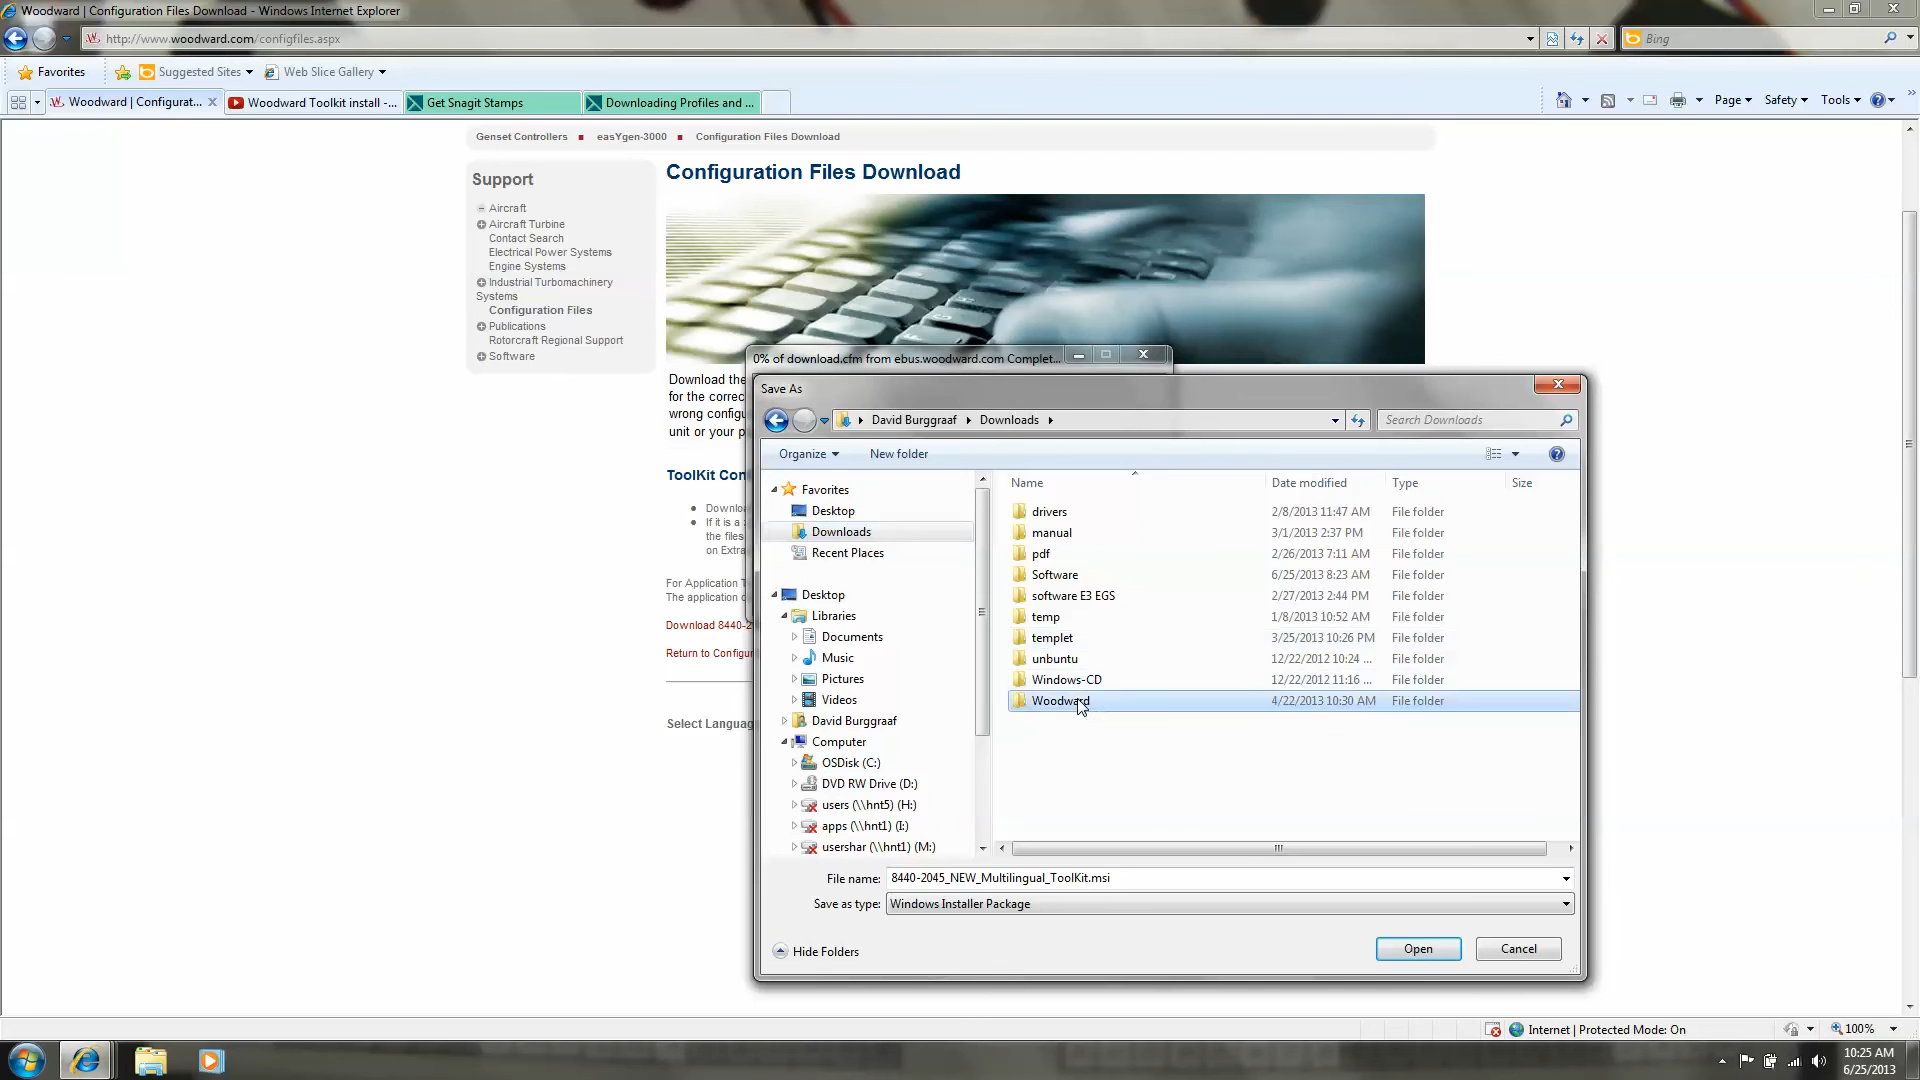 Woodward | Configuration Files Download - Windows Internet Explorer
http://www.woodward.com/configfiles.aspx
Bing
Favorites
Suggested Sites
Web Slice Gallery
Woodward | Configurat...
Woodward Toolkit install -...
Get Snagit Stamps
Downloading Profiles and ...
Page
Safety
Tools
Genset Controllers
easYgen-3000
Configuration Files Download
Support
Aircraft
Aircraft Turbine
Contact Search
Electrical Power Systems
Engine Systems
Industrial Turbomachinery
Systems
Configuration Files
Publications
Rotorcraft Regional Support
Software
Configuration Files Download
Download the
for the correc
wrong configu
unit or your p
ToolKit Con
Downloa
If it is a
the files
on Extra
For Application T
The application c
Download 8440-2
Return to Configur
Select Languag
0% of download.cfm from ebus.woodward.com Complet...
Save As
David Burggraaf
Downloads
Search Downloads
Organize
New folder
Favorites
Desktop
Downloads
Recent Places
Desktop
Libraries
Documents
Music
Pictures
Videos
David Burggraaf
Computer
OSDisk (C:)
DVD RW Drive (D:)
users (\\hnt5) (H:)
apps (\\hnt1) (I:)
usershar (\\hnt1) (M:)
Name Date modified Type Size
drivers 2/8/2013 11:47 AM File folder
manual 3/1/2013 2:37 PM File folder
pdf 2/26/2013 7:11 AM File folder
Software 6/25/2013 8:23 AM File folder
software E3 EGS 2/27/2013 2:44 PM File folder
temp 1/8/2013 10:52 AM File folder
templet 3/25/2013 10:26 PM File folder
unbuntu 12/22/2012 10:24 ... File folder
Windows-CD 12/22/2012 11:16 ... File folder
Woodward 4/22/2013 10:30 AM File folder
File name: 8440-2045_NEW_Multilingual_ToolKit.msi
Save as type: Windows Installer Package
Hide Folders
Open
Cancel
Internet | Protected Mode: On
100%
10:25 AM
6/25/2013